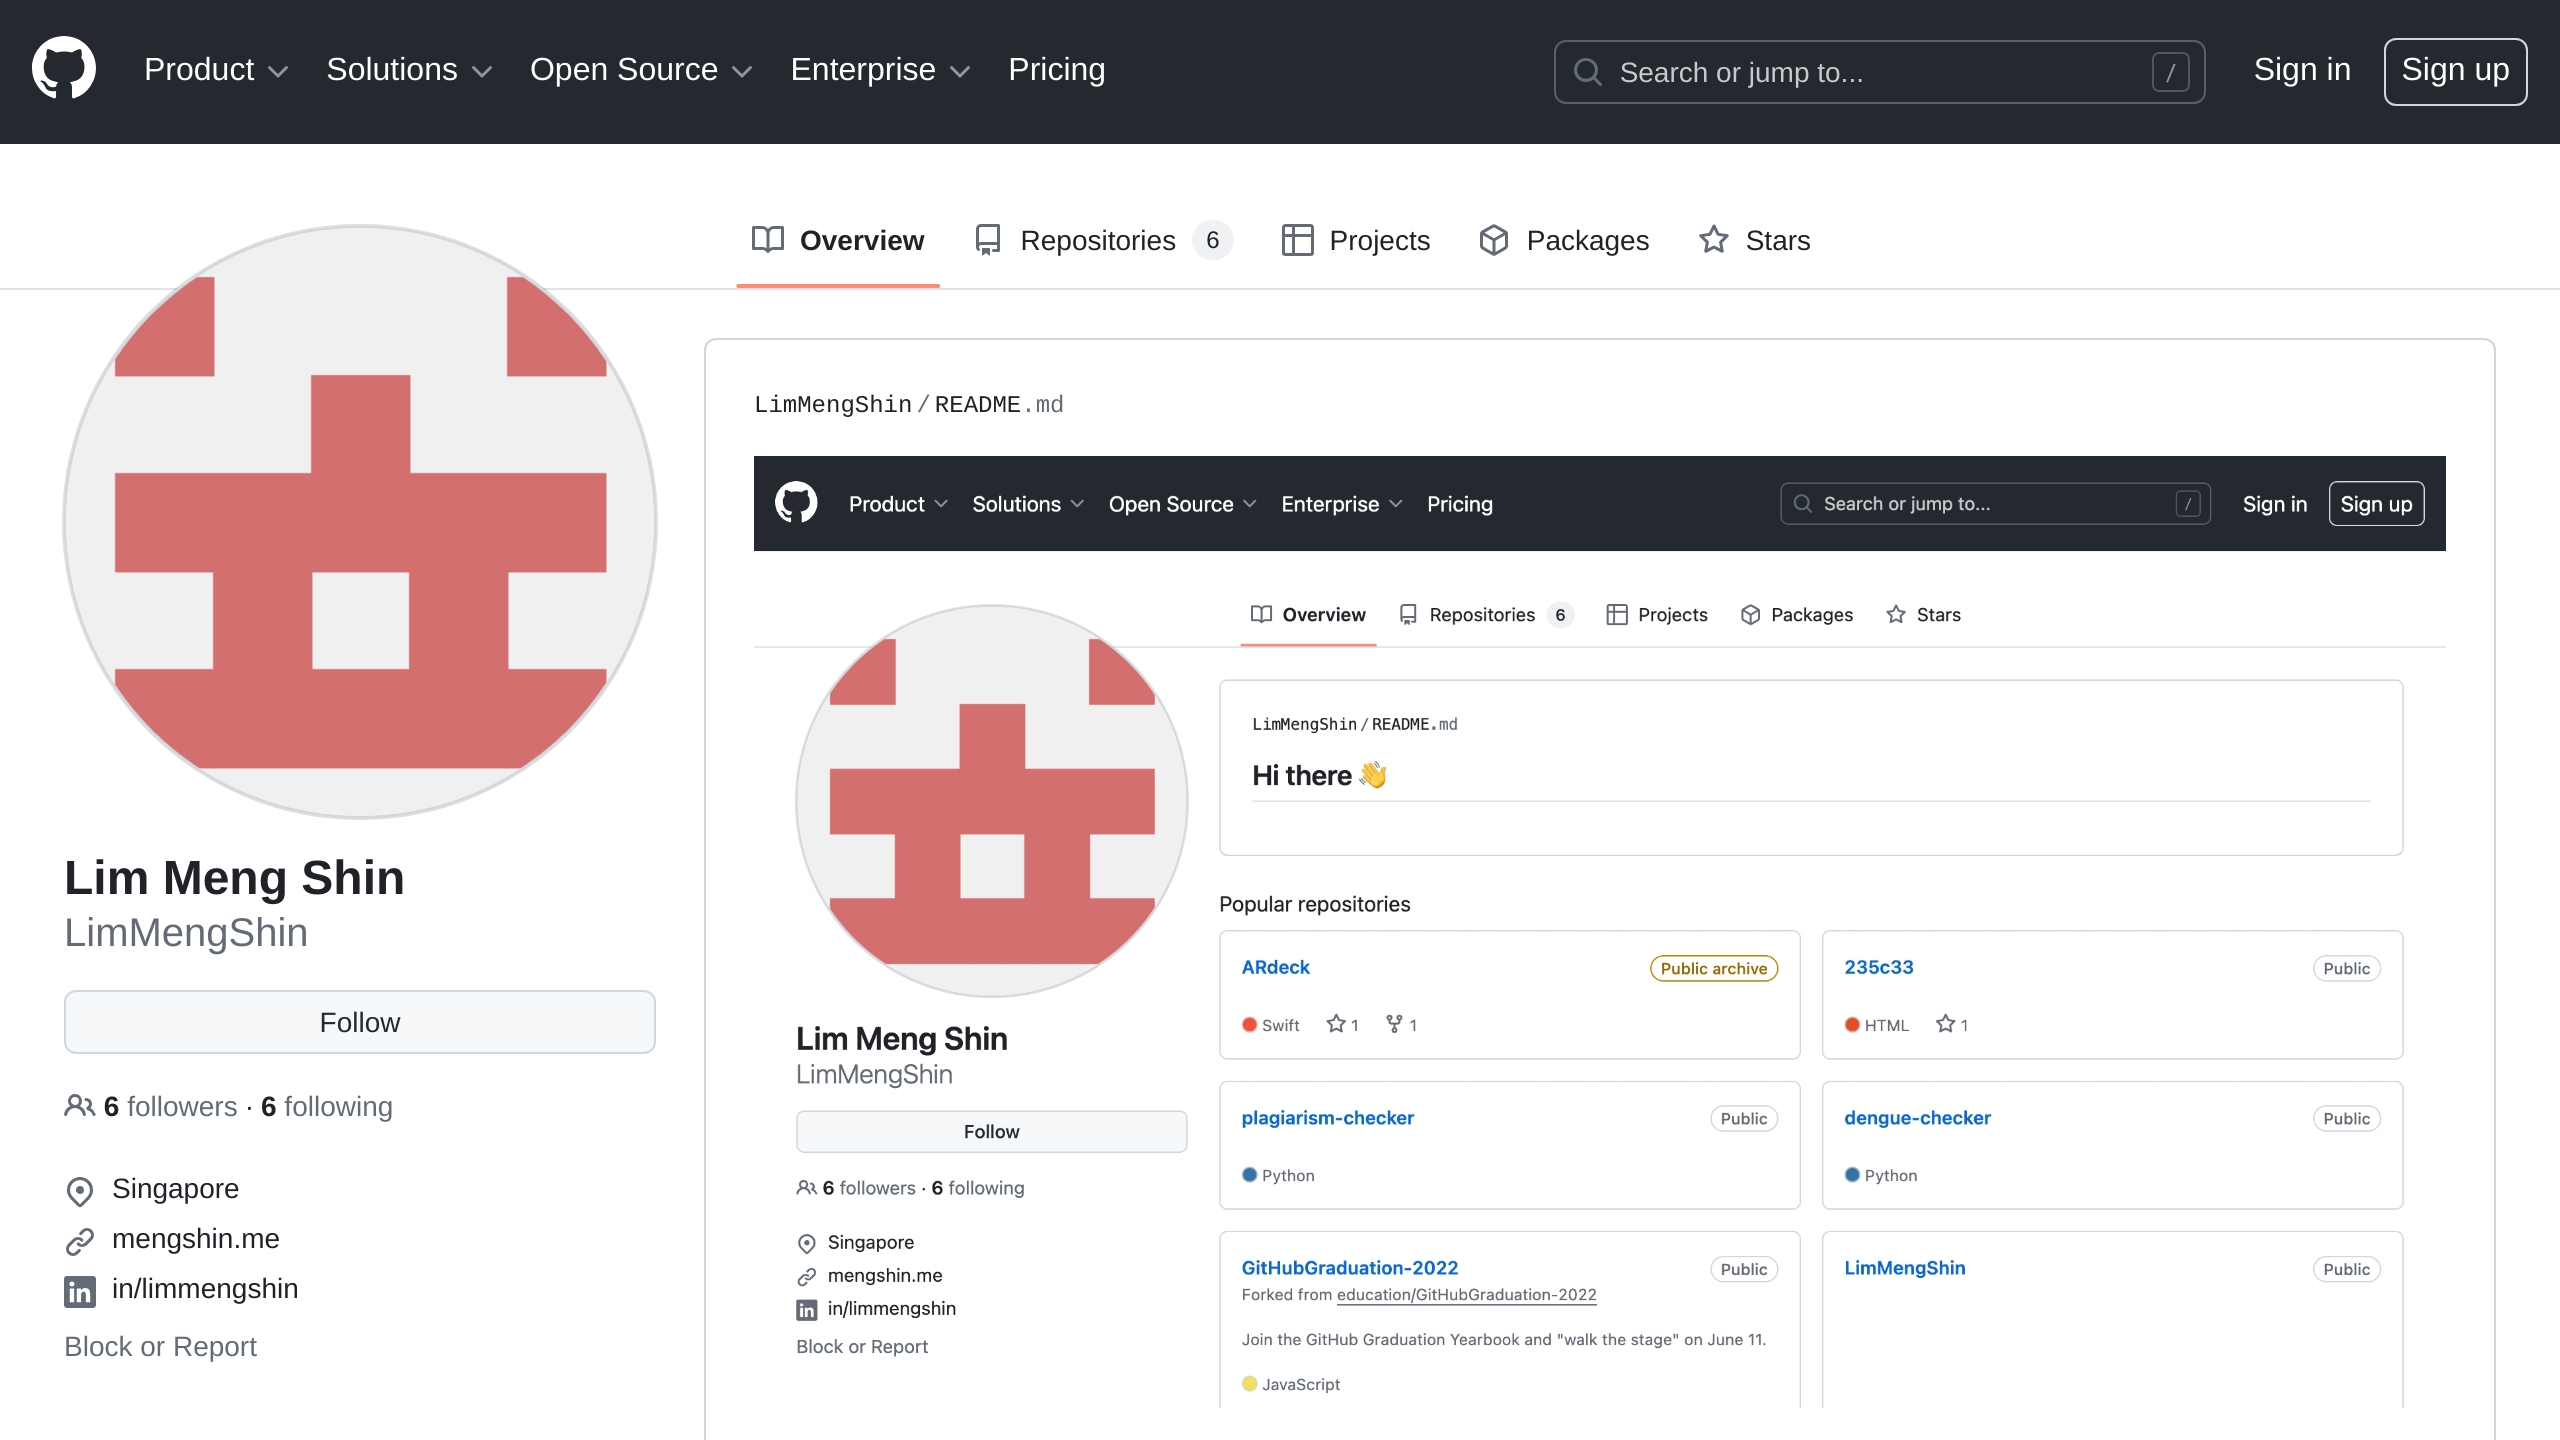 Product Solutions Open Source Enterprise Pricing Search or jump to... / Sign in Sign up
Overview Repositories 6 Projects Packages Stars
Lim Meng Shin
LimMengShin
Follow
6 followers · 6 following
Singapore
mengshin.me
in/limmengshin
Block or Report
LimMengShin/README.md
Product Solutions Open Source Enterprise Pricing Search or jump to... / Sign in Sign up
Overview Repositories 6 Projects Packages Stars
Lim Meng Shin
LimMengShin
Follow
6 followers · 6 following
Singapore
mengshin.me
in/limmengshin
Block or Report
LimMengShin/README.md
Hi there 👋
Popular repositories
ARdeck Public archive
Swift 1 1
235c33 Public
HTML 1
plagiarism-checker Public
Python
dengue-checker Public
Python
GitHubGraduation-2022 Public
Forked from education/GitHubGraduation-2022
Join the GitHub Graduation Yearbook and "walk the stage" on June 11.
JavaScript
LimMengShin Public